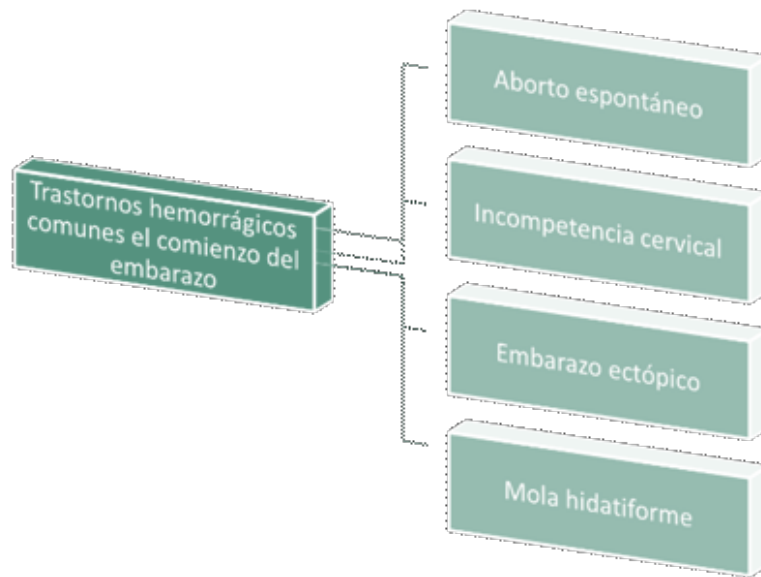 Trastornos hemorrágicos
comunes el comienzo del
embarazo
Aborto espontáneo
Incompetencia cervical
Embarazo ectópico
Mola hidatiforme